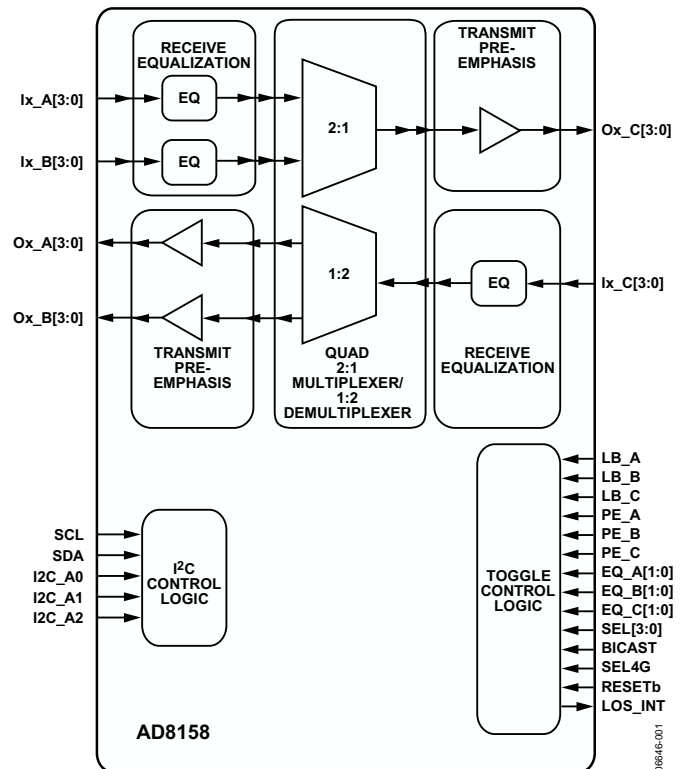 RECEIVE
EQUALIZATION
TRANSMIT
PRE-
EMPHASIS
Ix_A[3:0]
EQ
2:1
Ox_C[3:0]
Ix_B[3:0]
EQ
Ox_A[3:0]
1:2
EQ
Ix_C[3:0]
Ox_B[3:0]
TRANSMIT
PRE-
EMPHASIS
QUAD
2:1
MULTIPLEXER/
1:2
DEMULTIPLEXER
RECEIVE
EQUALIZATION
SCL
SDA
I2C_A0
I2C_A1
I2C_A2
I²C
CONTROL
LOGIC
TOGGLE
CONTROL
LOGIC
LB_A
LB_B
LB_C
PE_A
PE_B
PE_C
EQ_A[1:0]
EQ_B[1:0]
EQ_C[1:0]
SEL[3:0]
BICAST
SEL4G
RESETb
LOS_INT
AD8158
06646-001